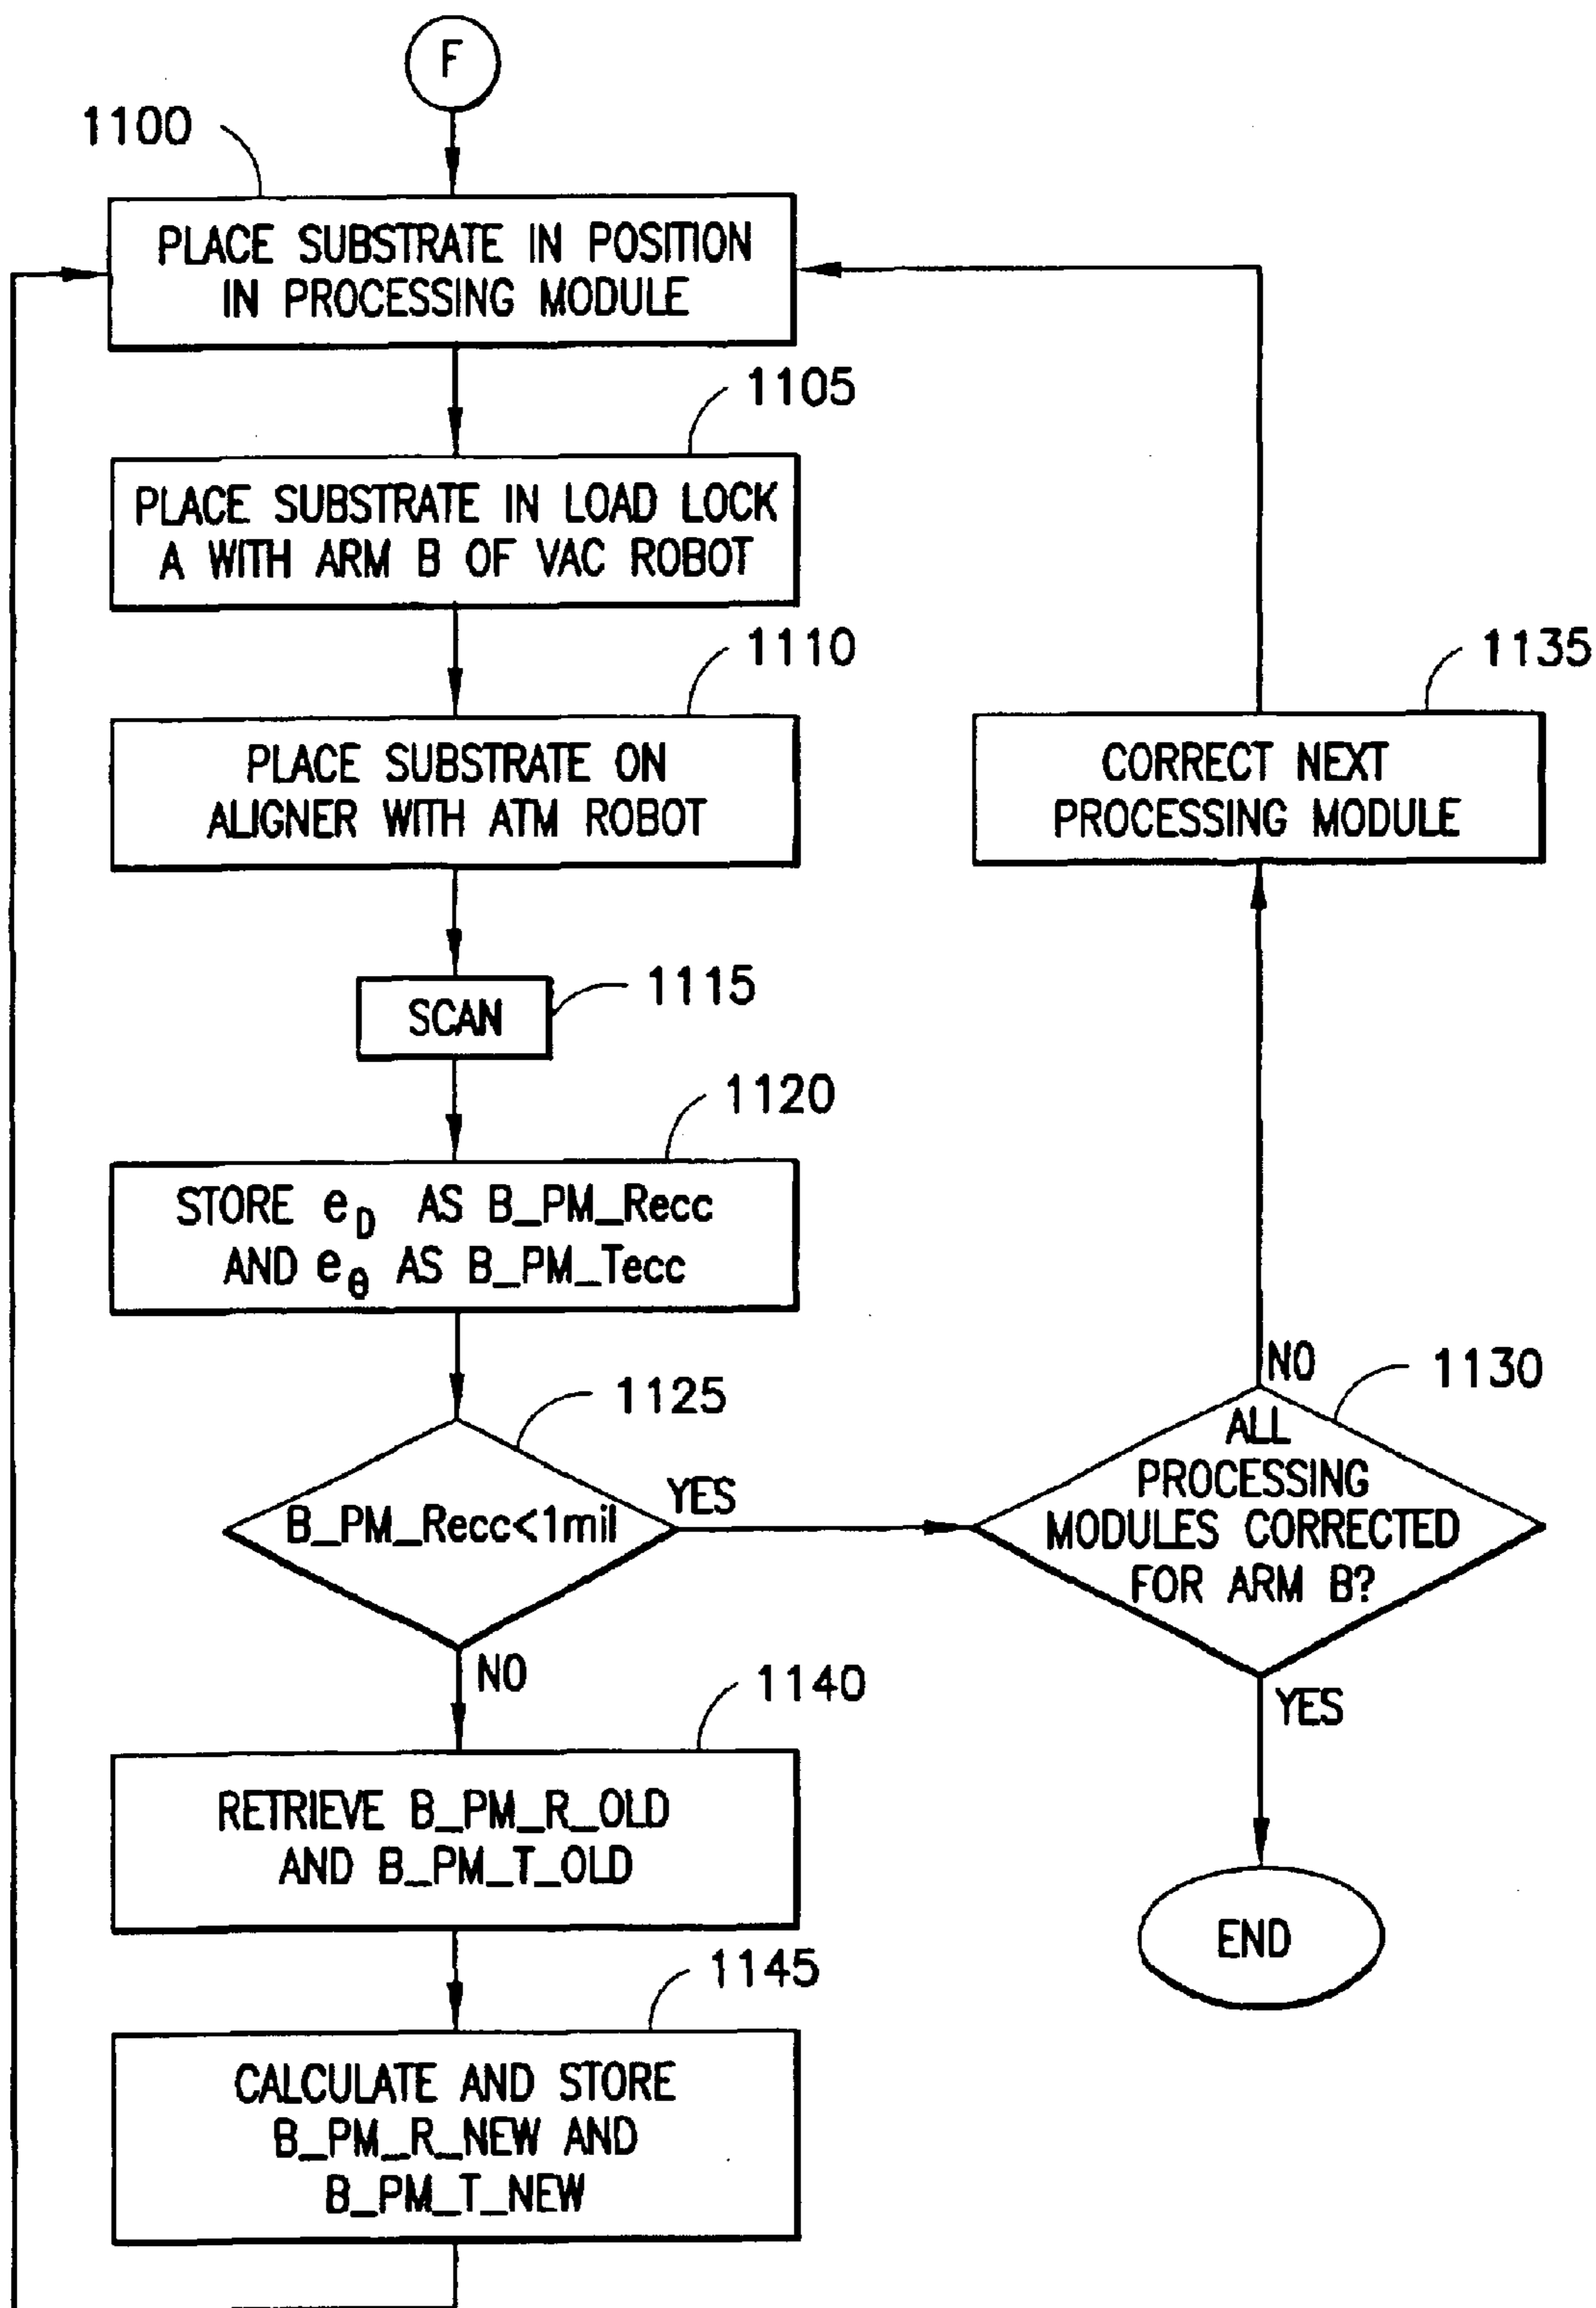 F
1100
PLACE SUBSTRATE IN POSITION
IN PROCESSING MODULE
1105
PLACE SUBSTRATE IN LOAD LOCK
A WITH ARM B OF VAC ROBOT
1110
PLACE SUBSTRATE ON
ALIGNER WITH ATM ROBOT
1135
CORRECT NEXT
PROCESSING MODULE
1115
SCAN
1120
STORE eD AS B_PM_Recc
AND eθ AS B_PM_Tecc
1125
B_PM_Recc<1mil
YES
NO
1130
NO
ALL
PROCESSING
MODULES CORRECTED
FOR ARM B?
YES
END
1140
RETRIEVE B_PM_R_OLD
AND B_PM_T_OLD
1145
CALCULATE AND STORE
B_PM_R_NEW AND
B_PM_T_NEW